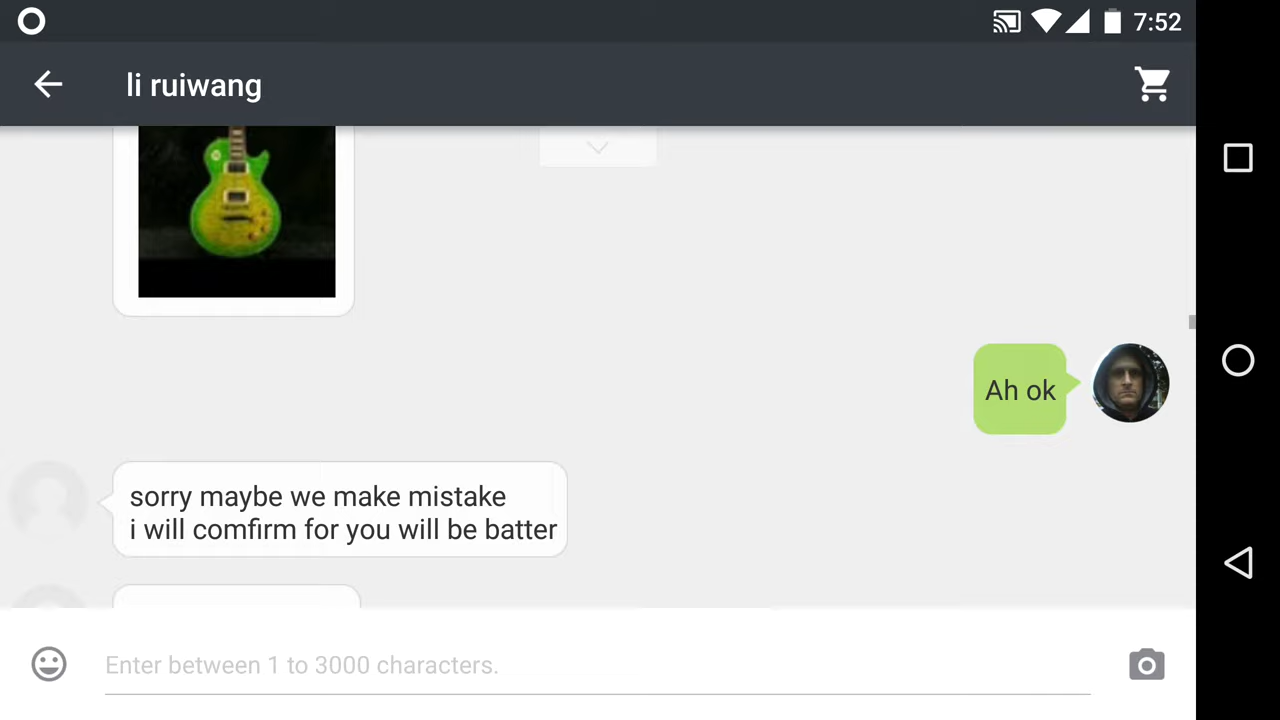 7:52
li ruiwang
Ah ok
sorry maybe we make mistake
i will comfirm for you will be batter
Enter between 1 to 3000 characters.